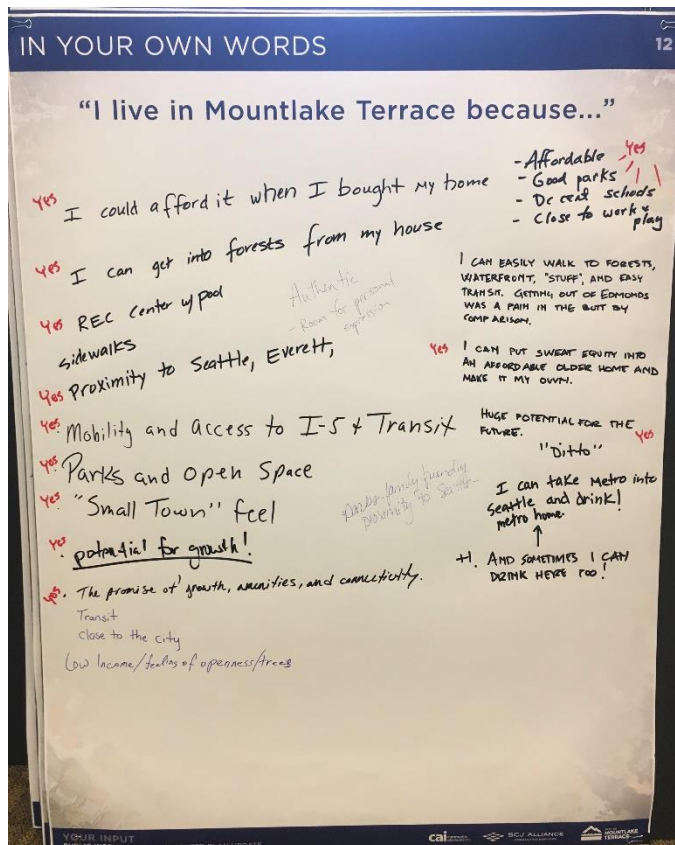 IN YOUR OWN WORDS
12
"I live in Mountlake Terrace because..."
Yes I could afford it when I bought my home
Yes I can get into forests from my house
Yes REC Center w/ pool
sidewalks
Yes Proximity to Seattle, Everett,
Yes Mobility and access to I-5 & Transit
Yes Parks and Open Space
Yes "Small Town" feel
Yes potential for growth!
Yes. The promise of growth, amenities, and connectivity.
Transit
close to the city
Low Income/feeling of openness/trees
Authentic
- Room for personal
expression
family friendly
proximity to Seattle
- Affordable Yes
- Good parks
- Decent schools
- Close to work &
play
I CAN EASILY WALK TO FORESTS,
WATERFRONT, "STUFF", AND EASY
TRANSIT. GETTING OUT OF EDMONDS
WAS A PAIN IN THE BUTT BY
COMPARISON.
Yes I CAN PUT SWEAT EQUITY INTO
AN AFFORDABLE OLDER HOME AND
MAKE IT MY OWN.
HUGE POTENTIAL FOR THE
FUTURE. Yes
"Ditto"
I can take Metro into
seattle and drink!
metro home.
+1. AND SOMETIMES I CAN
DRINK HERE TOO!
YOUR INPUT
cai
SCJ ALLIANCE
MOUNTLAKE
TERRACE